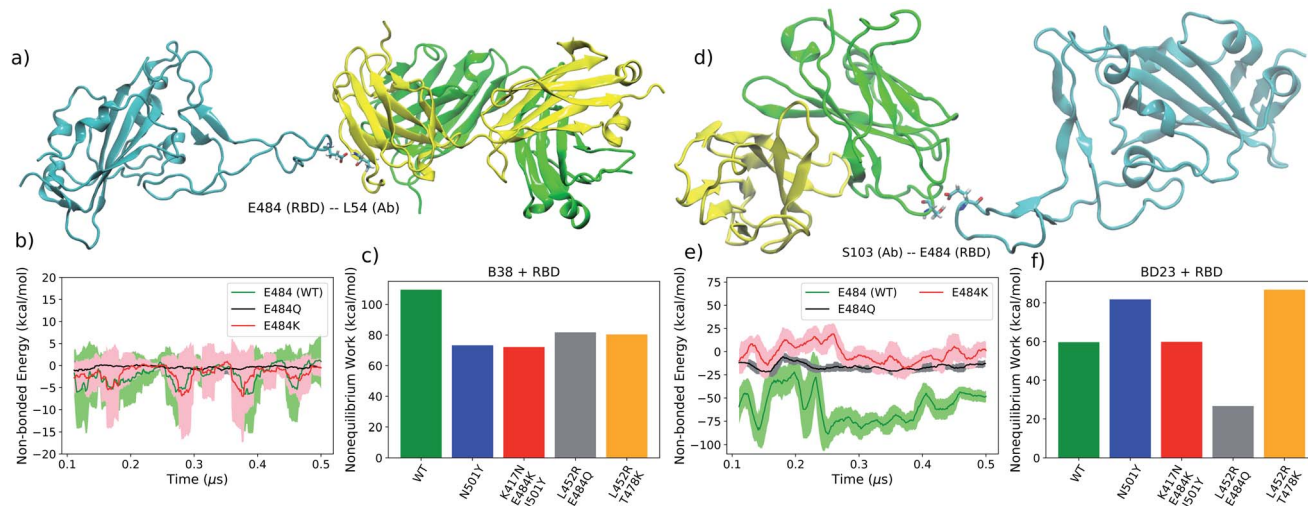 a)
E484 (RBD) -- L54 (Ab)
b)
Non-bonded Energy (kcal/mol)
20
15
10
5
0
−5
−10
−15
−20
E484 (WT)
E484Q
E484K
0.1
0.2
0.3
0.4
0.5
Time (μs)
c)
B38 + RBD
Nonequilibrium Work (kcal/mol)
100
80
60
40
20
0
WT
N501Y
K417N
E484K
N501Y
L452R
E484Q
L452R
T478K
d)
S103 (Ab) -- E484 (RBD)
e)
Non-bonded Energy (kcal/mol)
75
50
25
0
−25
−50
−75
−100
E484 (WT)
E484Q
E484K
0.1
0.2
0.3
0.4
0.5
Time (μs)
f)
BD23 + RBD
Nonequilibrium Work (kcal/mol)
80
60
40
20
0
WT
N501Y
K417N
E484K
N501Y
L452R
E484Q
L452R
T478K